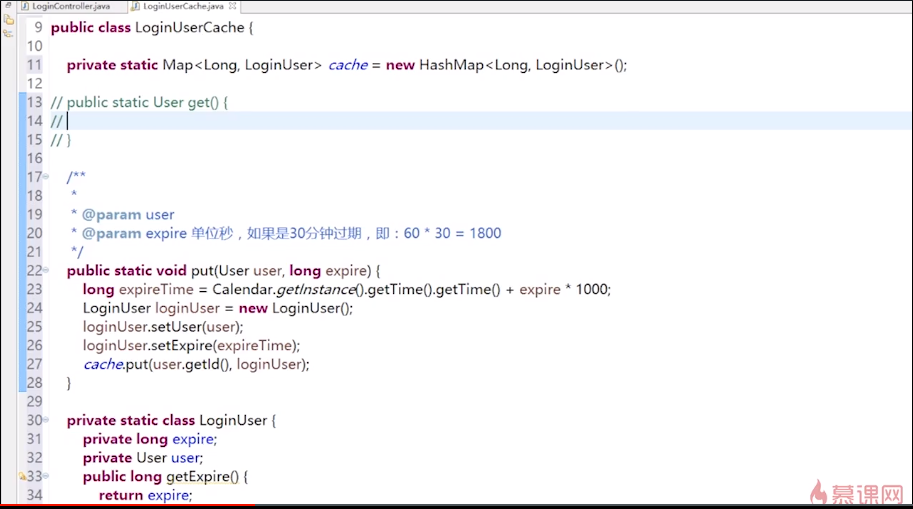 LoginController.java LoginUserCache.java
9 public class LoginUserCache {
10
11 private static Map<Long, LoginUser> cache = new HashMap<Long, LoginUser>();
12
13 // public static User get() {
14 //
15 // }
16
17 /**
18 *
19 * @param user
20 * @param expire 单位秒，如果是30分钟过期，即：60 * 30 = 1800
21 */
22 public static void put(User user, long expire) {
23 long expireTime = Calendar.getInstance().getTime().getTime() + expire * 1000;
24 LoginUser loginUser = new LoginUser();
25 loginUser.setUser(user);
26 loginUser.setExpire(expireTime);
27 cache.put(user.getId(), loginUser);
28 }
29
30 private static class LoginUser {
31 private long expire;
32 private User user;
33 public long getExpire() {
34 return expire;
慕课网